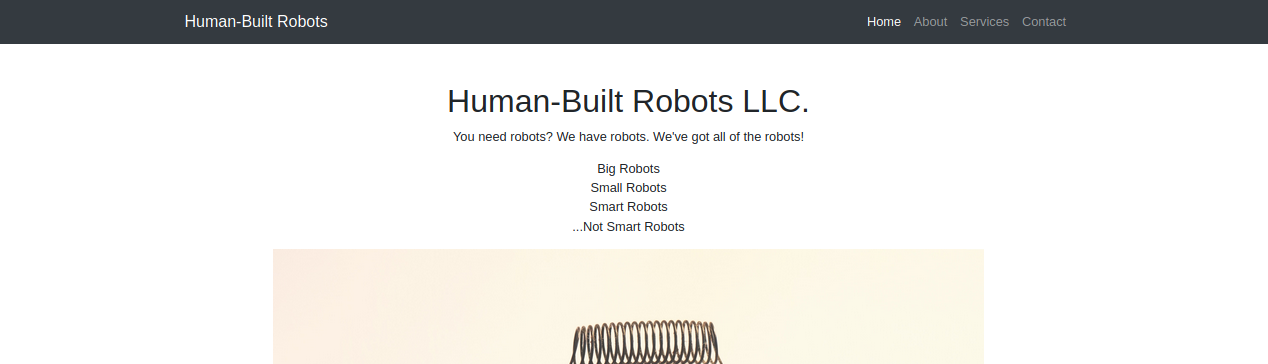 Human-Built Robots
Home About Services Contact
Human-Built Robots LLC.
You need robots? We have robots. We've got all of the robots!
Big Robots
Small Robots
Smart Robots
...Not Smart Robots